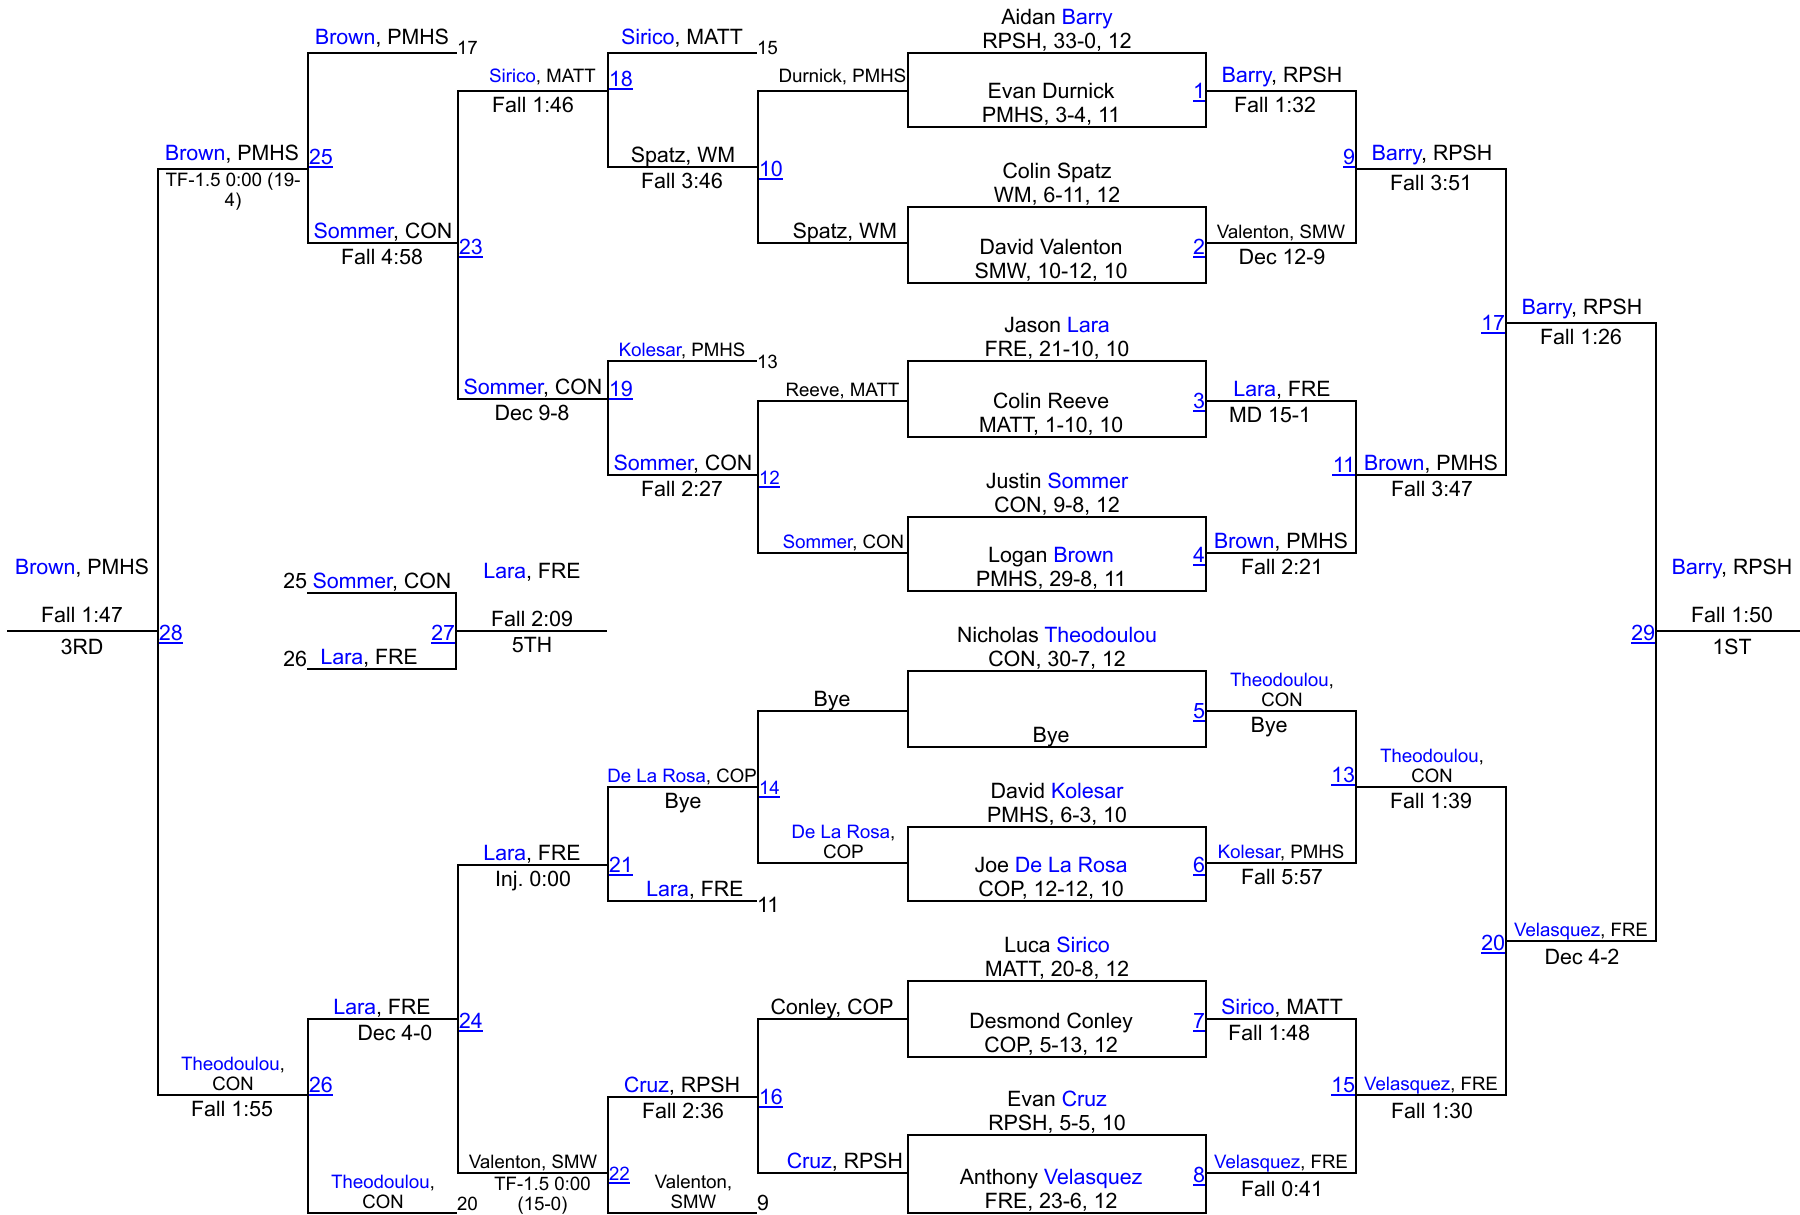 Brown, PMHS
Fall 1:47
3RD
28
Brown, PMHS
TF-1.5 0:00 (19-
4)
Theodoulou,
CON
Fall 1:55
Brown, PMHS
17
25
Sommer, CON
Fall 4:58
25 Sommer, CON
26 Lara, FRE
27
Lara, FRE
Fall 2:09
5TH
Lara, FRE
Dec 4-0
26
Theodoulou,
CON
20
Sirico, MATT
Fall 1:46
23
Sommer, CON
Dec 9-8
Lara, FRE
Inj. 0:00
24
Valenton, SMW
TF-1.5 0:00
(15-0)
Sirico, MATT
15
18
Spatz, WM
Fall 3:46
Kolesar, PMHS
13
19
Sommer, CON
Fall 2:27
De La Rosa, COP
Bye
21
Lara, FRE
11
Cruz, RPSH
Fall 2:36
22
Valenton,
SMW
9
Durnick, PMHS
10
Spatz, WM
Reeve, MATT
12
Sommer, CON
Bye
14
De La Rosa,
COP
Conley, COP
16
Cruz, RPSH
Aidan Barry
RPSH, 33-0, 12
Evan Durnick
PMHS, 3-4, 11
1
Colin Spatz
WM, 6-11, 12
David Valenton
SMW, 10-12, 10
2
Jason Lara
FRE, 21-10, 10
Colin Reeve
MATT, 1-10, 10
3
Justin Sommer
CON, 9-8, 12
Logan Brown
PMHS, 29-8, 11
4
Nicholas Theodoulou
CON, 30-7, 12
Bye
5
David Kolesar
PMHS, 6-3, 10
Joe De La Rosa
COP, 12-12, 10
6
Luca Sirico
MATT, 20-8, 12
Desmond Conley
COP, 5-13, 12
7
Evan Cruz
RPSH, 5-5, 10
Anthony Velasquez
FRE, 23-6, 12
8
Barry, RPSH
Fall 1:32
9
Valenton, SMW
Dec 12-9
Lara, FRE
MD 15-1
11
Brown, PMHS
Fall 2:21
Theodoulou,
CON
Bye
13
Kolesar, PMHS
Fall 5:57
Sirico, MATT
Fall 1:48
15
Velasquez, FRE
Fall 0:41
Barry, RPSH
Fall 3:51
17
Brown, PMHS
Fall 3:47
Theodoulou,
CON
Fall 1:39
20
Velasquez, FRE
Fall 1:30
Barry, RPSH
Fall 1:26
29
Velasquez, FRE
Dec 4-2
Barry, RPSH
Fall 1:50
1ST